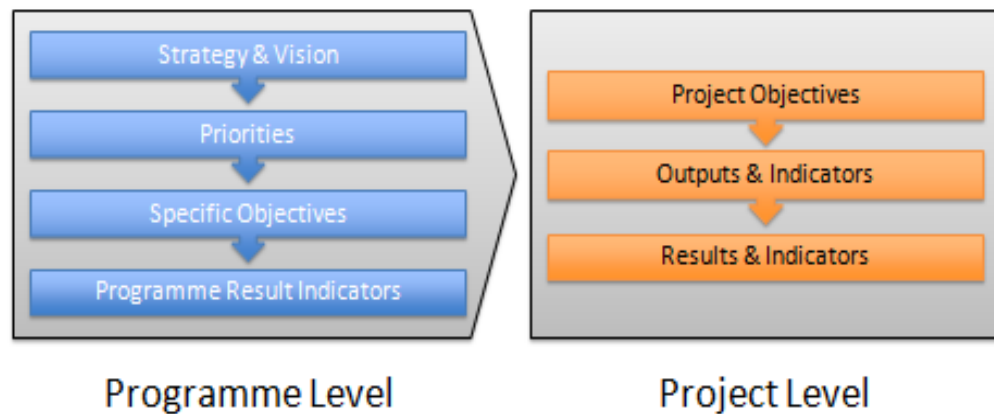 Strategy & Vision
Priorities
Specific Objectives
Programme Result Indicators
Programme Level
Project Objectives
Outputs & Indicators
Results & Indicators
Project Level